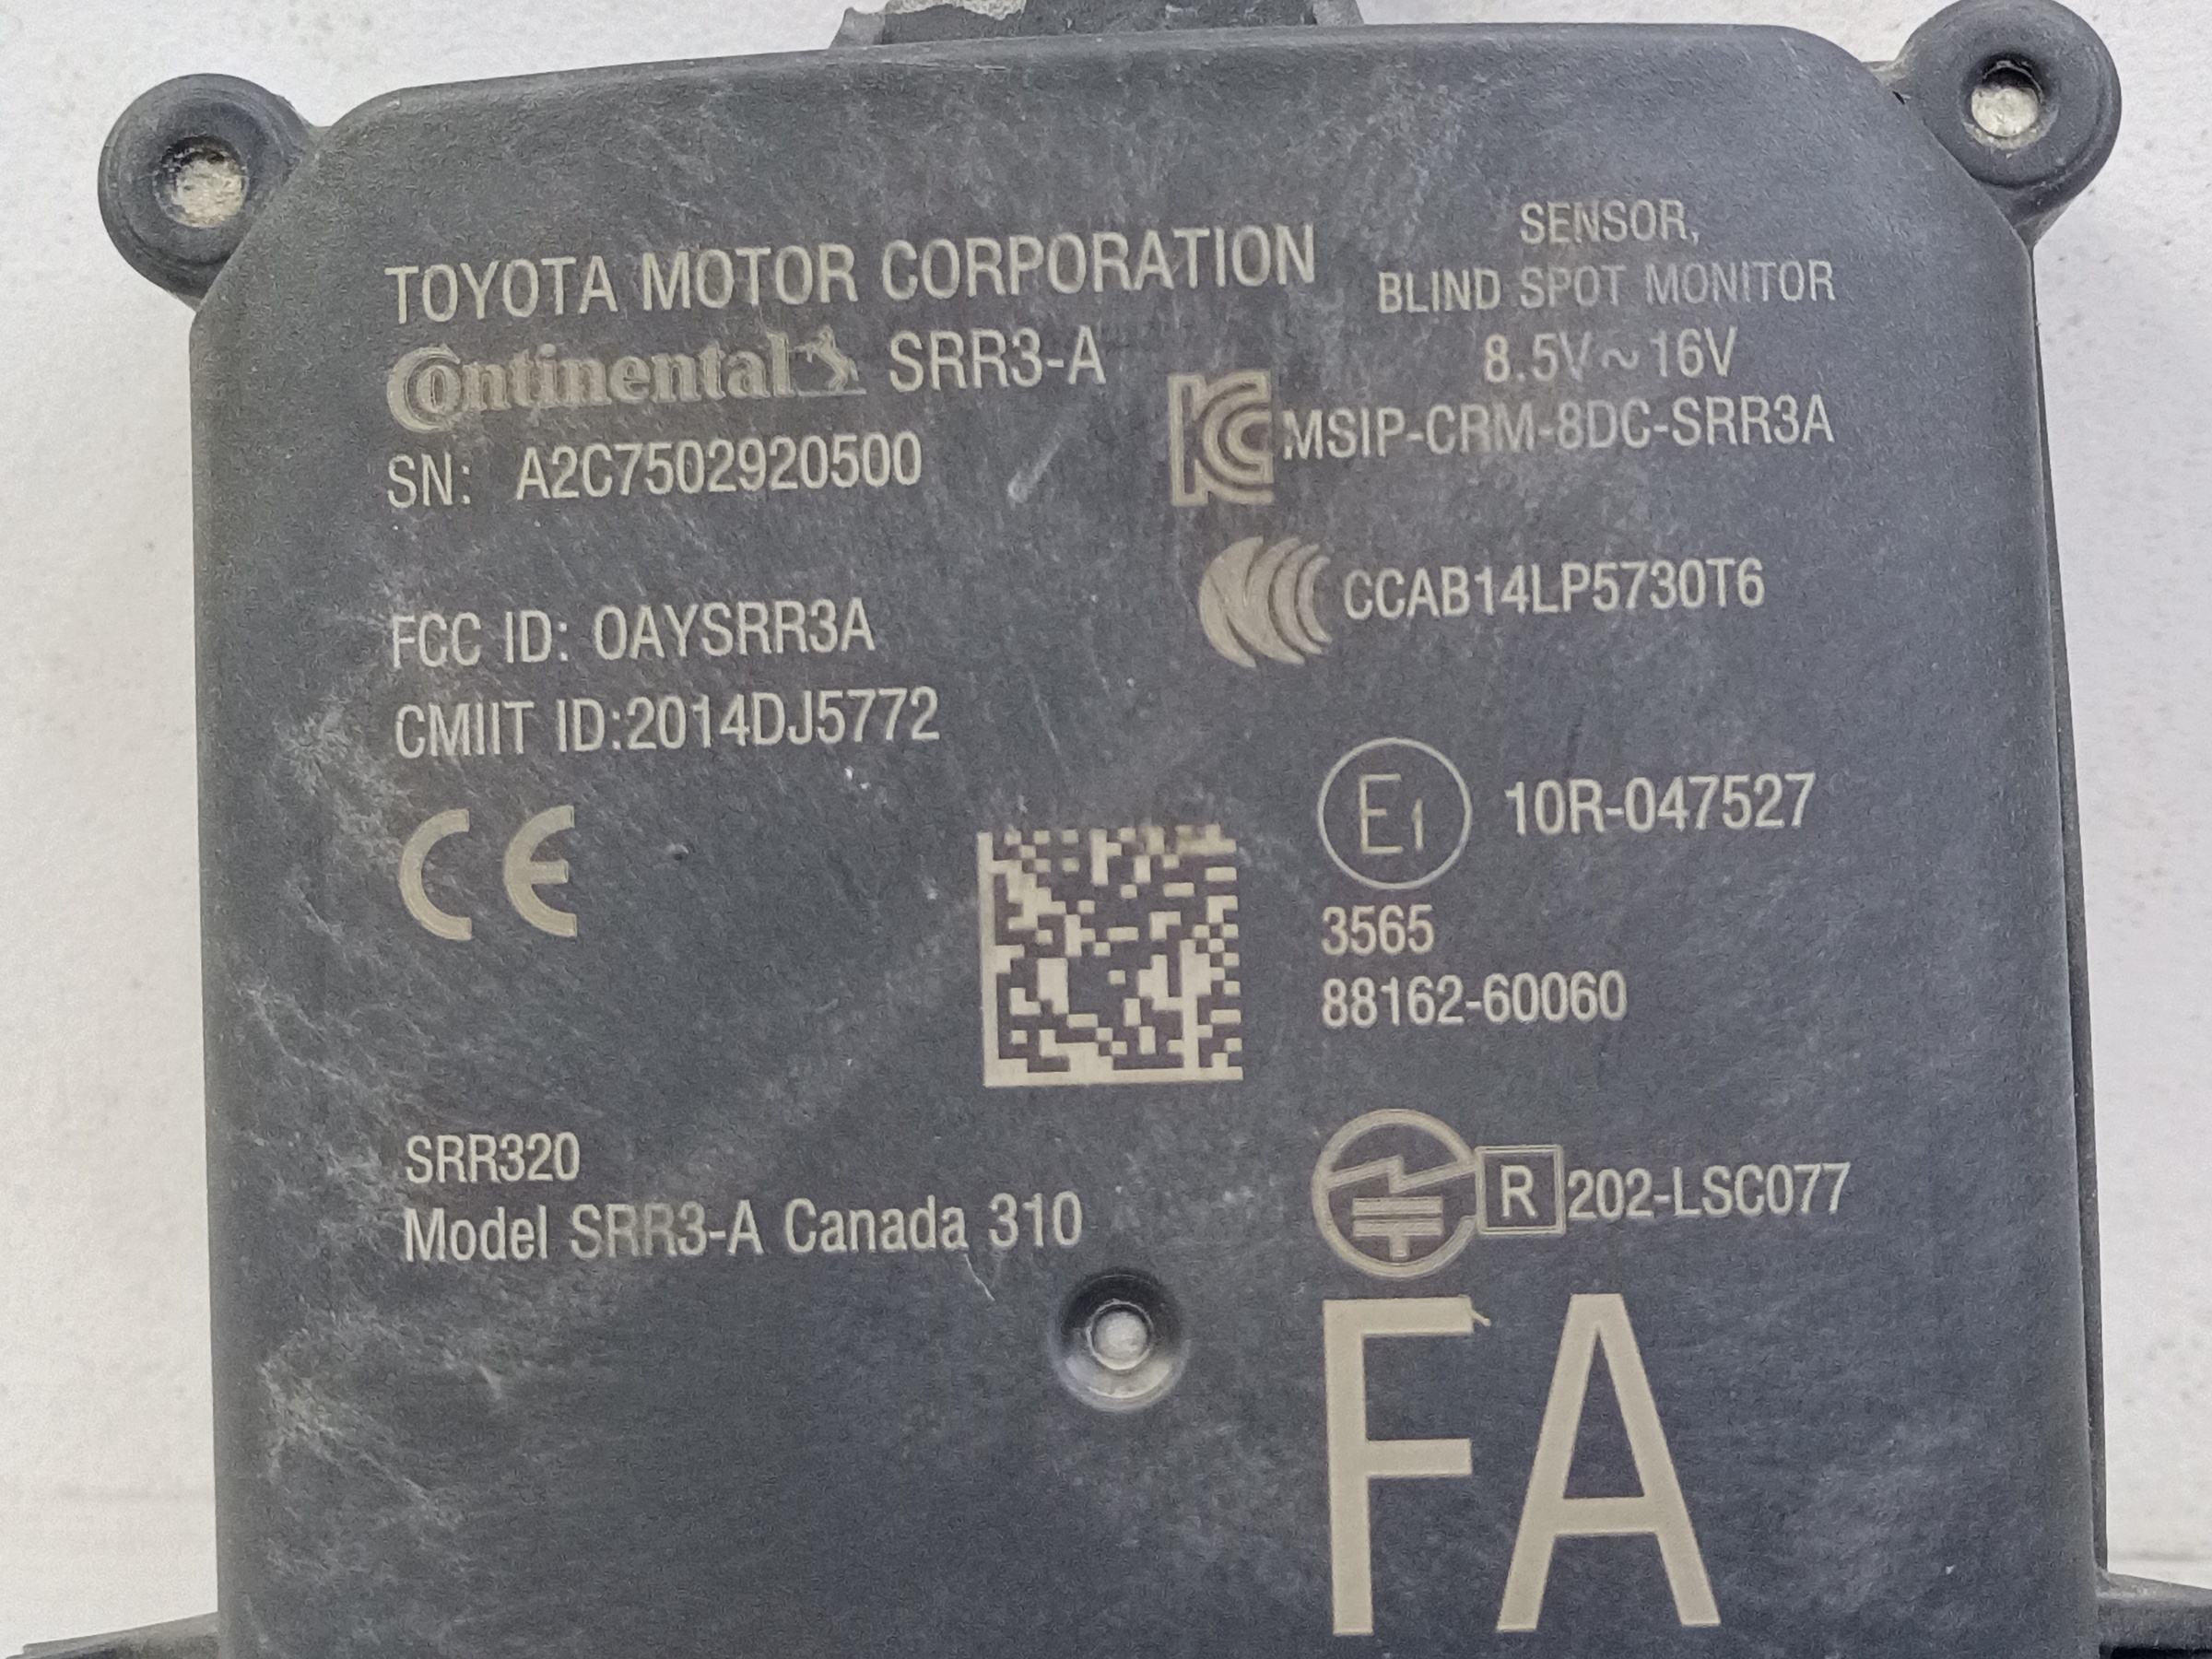 TOYOTA MOTOR CORPORATION
Continental SRR3-A
SN: A2C7502920500
FCC ID: OAYSRR3A
CMIIT ID:2014DJ5772
CE
SRR320
Model SRR3-A Canada 310
SENSOR,
BLIND SPOT MONITOR
8.5V~16V
MSIP-CRM-8DC-SRR3A
CCAB14LP5730T6
E1 10R-047527
3565
88162-60060
R 202-LSC077
FA